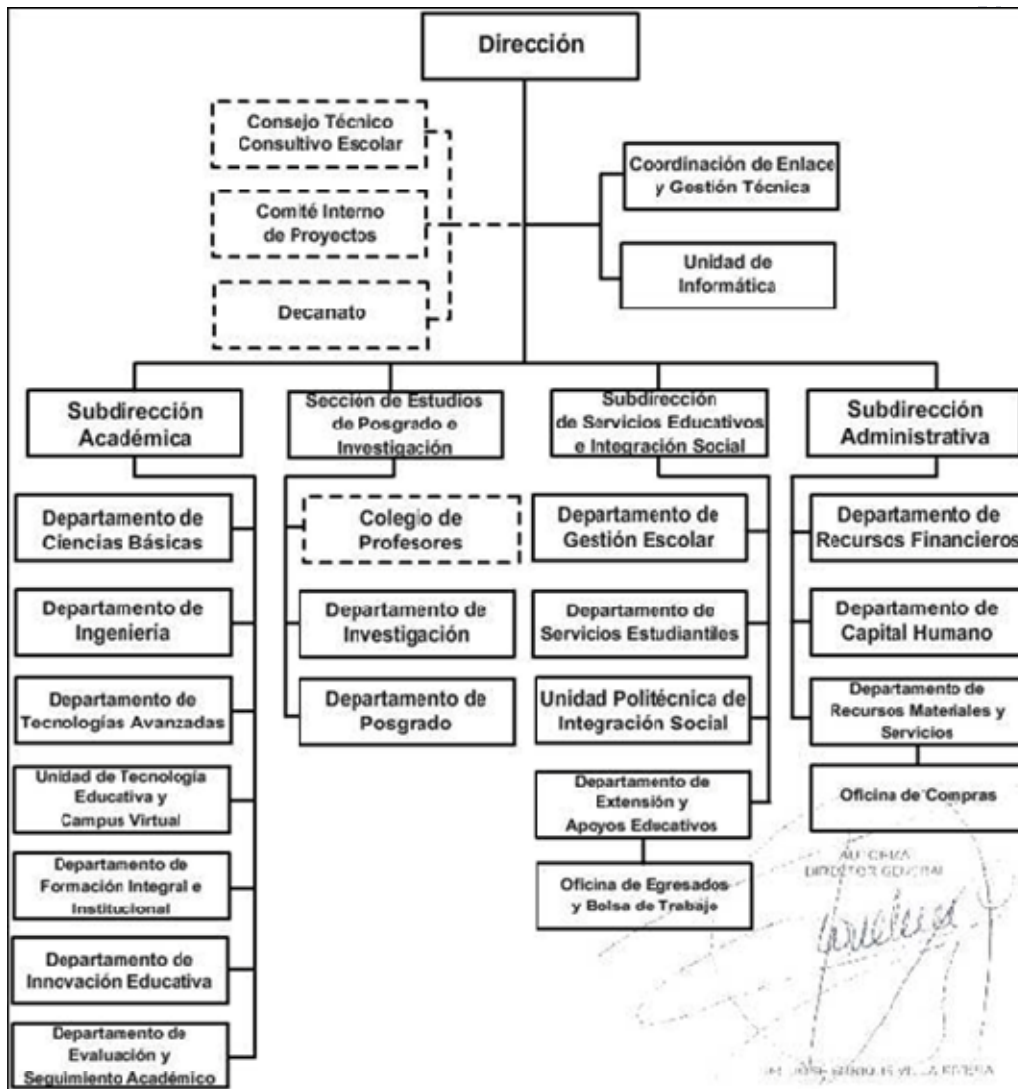 Dirección
Consejo Técnico
Consultivo Escolar
Comité Interno
de Proyectos
Decanato
Coordinación de Enlace
y Gestión Técnica
Unidad de
Informática
Subdirección
Académica
Departamento de
Ciencias Básicas
Departamento de
Ingeniería
Departamento de
Tecnologías Avanzadas
Unidad de Tecnología
Educativa y
Campus Virtual
Departamento de
Formación Integral e
Institucional
Departamento de
Innovación Educativa
Departamento de
Evaluación y
Seguimiento Académico
Sección de Estudios
de Posgrado e
Investigación
Colegio de
Profesores
Departamento de
Investigación
Departamento de
Posgrado
Subdirección
de Servicios Educativos
e Integración Social
Departamento de
Gestión Escolar
Departamento de
Servicios Estudiantiles
Unidad Politécnica de
Integración Social
Departamento de
Extensión y
Apoyos Educativos
Oficina de Egresados
y Bolsa de Trabajo
Subdirección
Administrativa
Departamento de
Recursos Financieros
Departamento de
Capital Humano
Departamento de
Recursos Materiales y
Servicios
Oficina de Compras
AUTORIZA
DIRECTOR GENERAL
JOSÉ ENRIQUE VILLA RIVERA